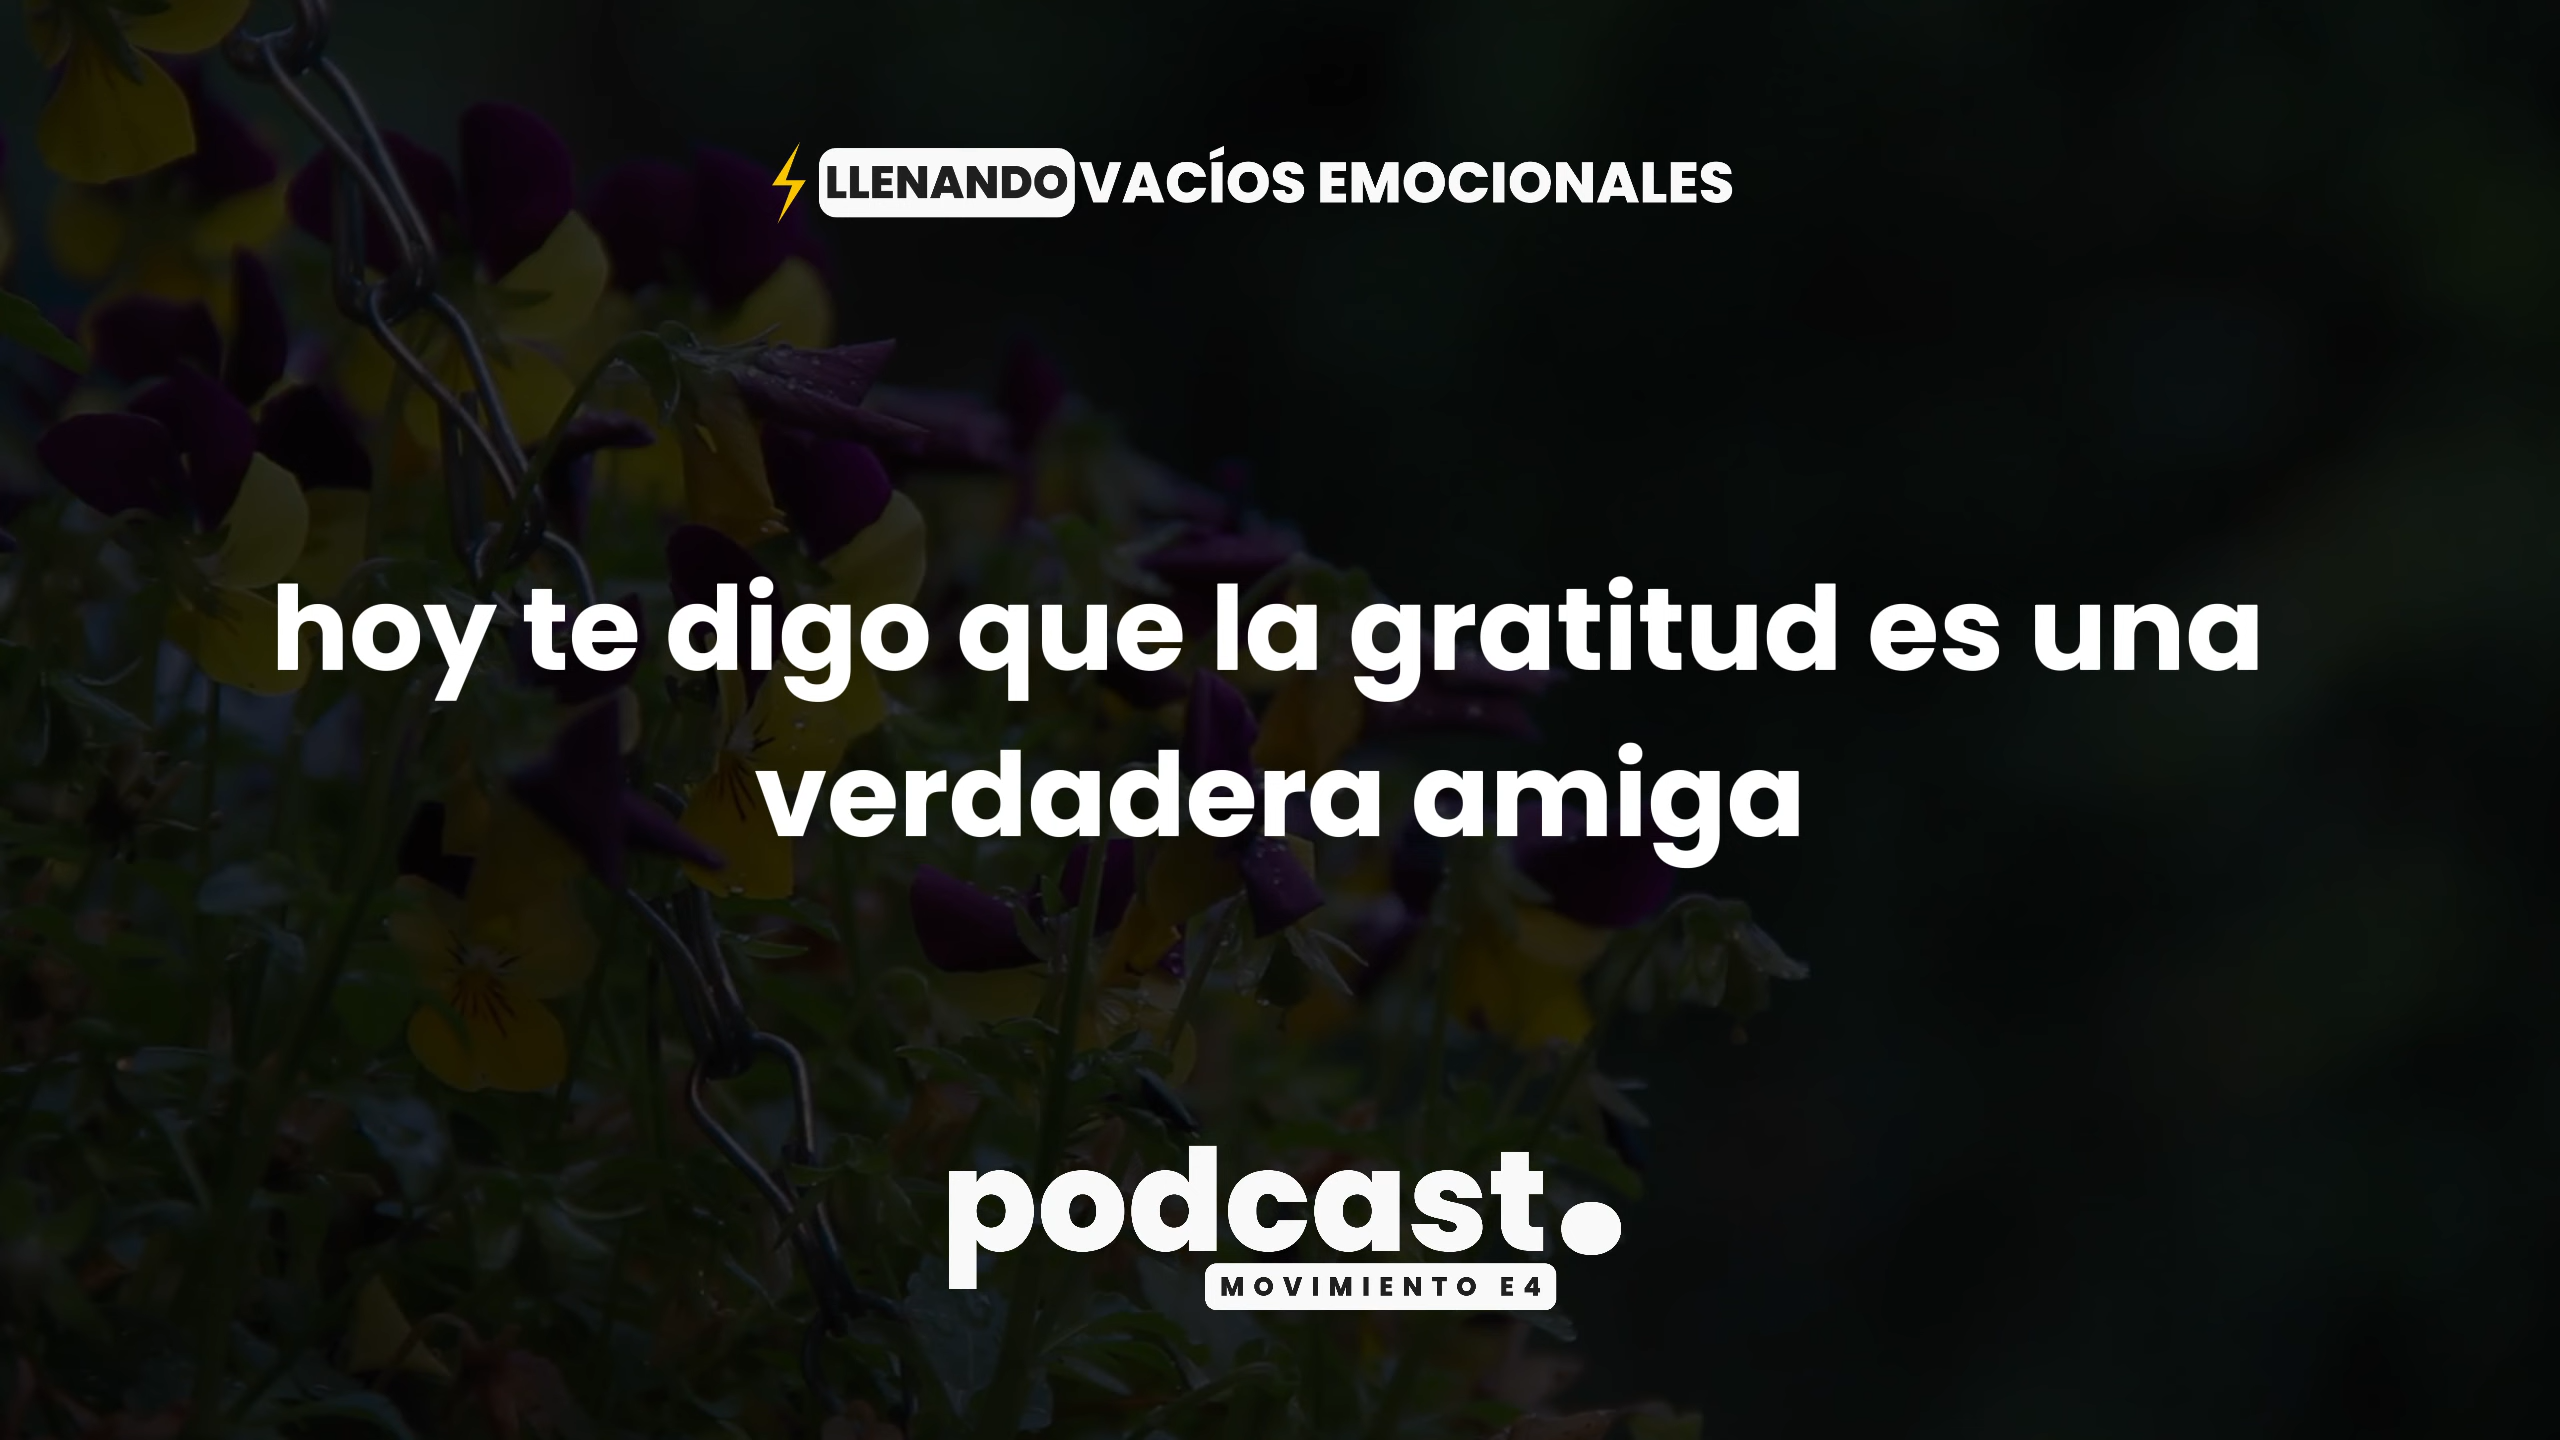 LLENANDO VACÍOS EMOCIONALES
hoy te digo que la gratitud es una
verdadera amiga
podcast.
MOVIMIENTO E4